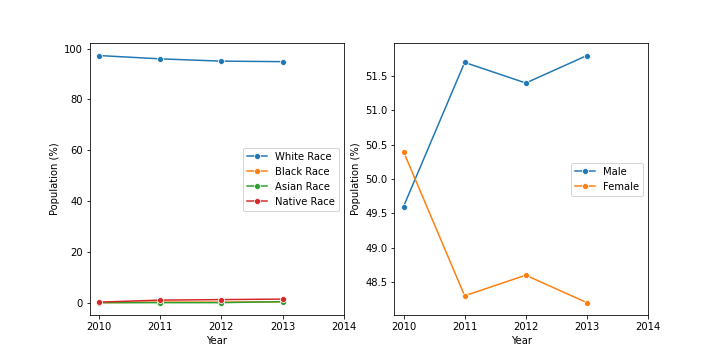 100
80
60
40
20
0
Population (%)
2010 2011 2012 2013 2014
Year
White Race
Black Race
Asian Race
Native Race
51.5
51.0
50.5
50.0
49.5
49.0
48.5
Population (%)
2010 2011 2012 2013 2014
Year
Male
Female